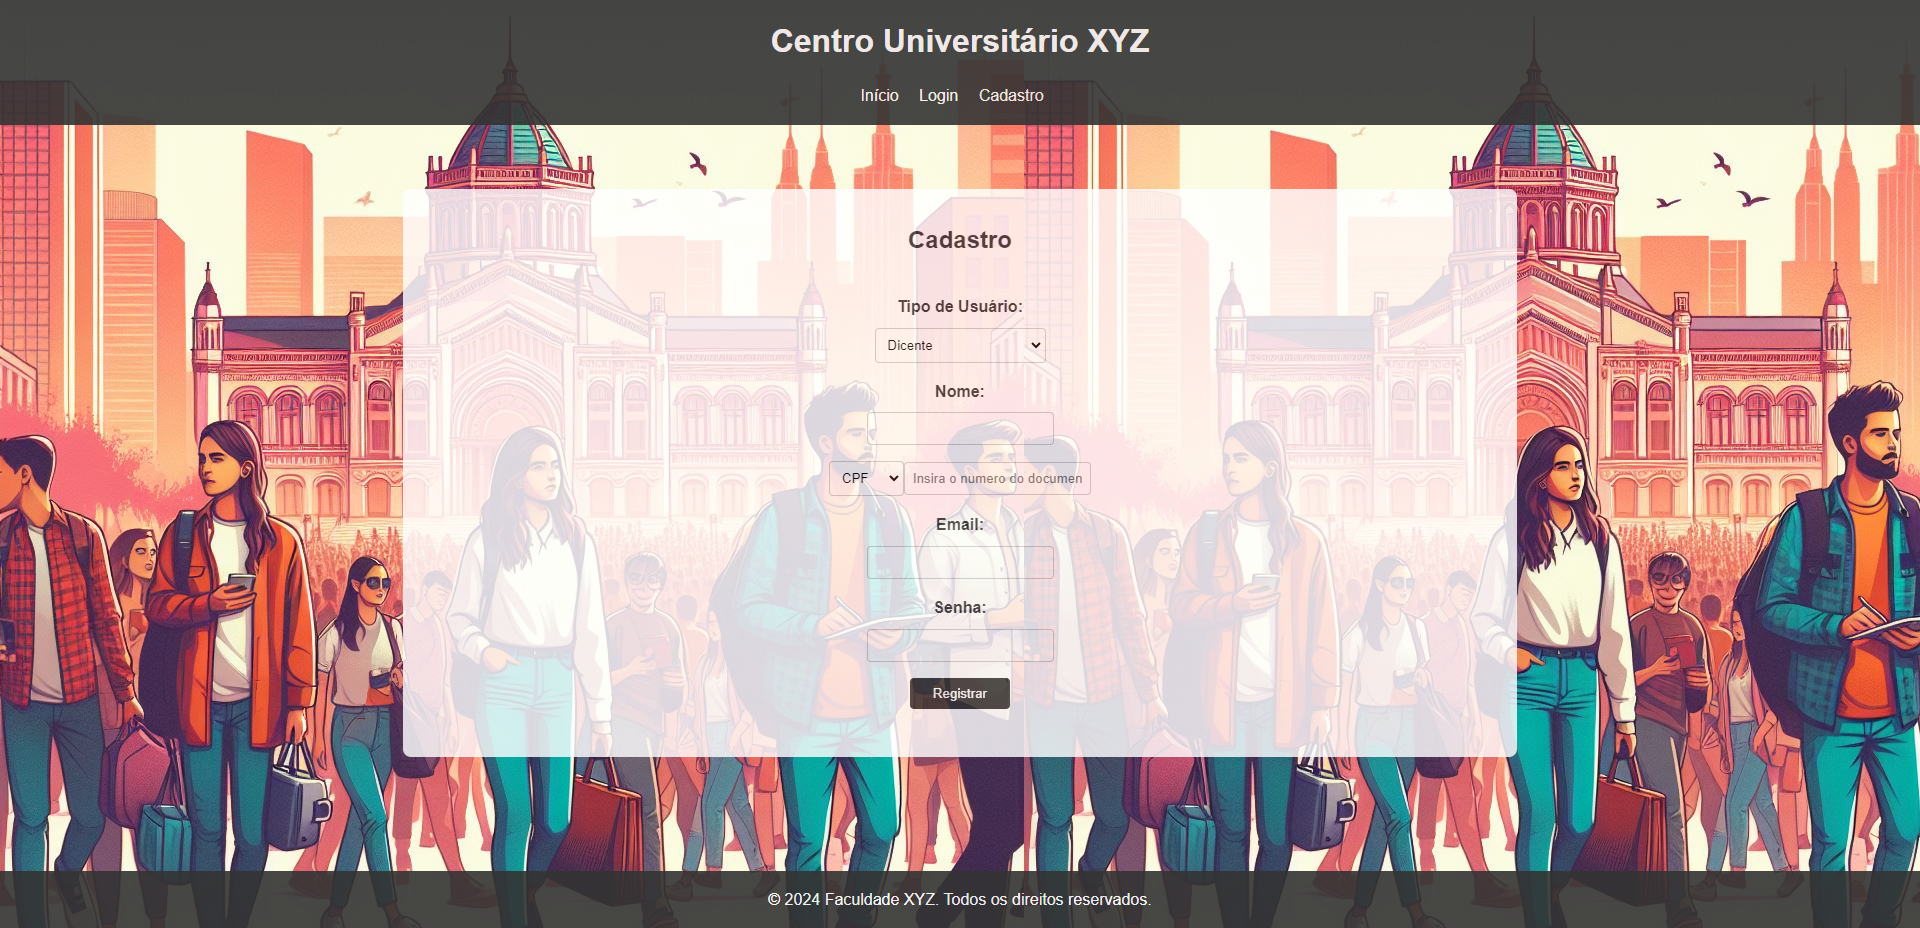 Centro Universitário XYZ
Início Login Cadastro
Cadastro
Tipo de Usuário:
Dicente
Nome:
CPF Insira o numero do documen
Email:
Senha:
Registrar
© 2024 Faculdade XYZ. Todos os direitos reservados.